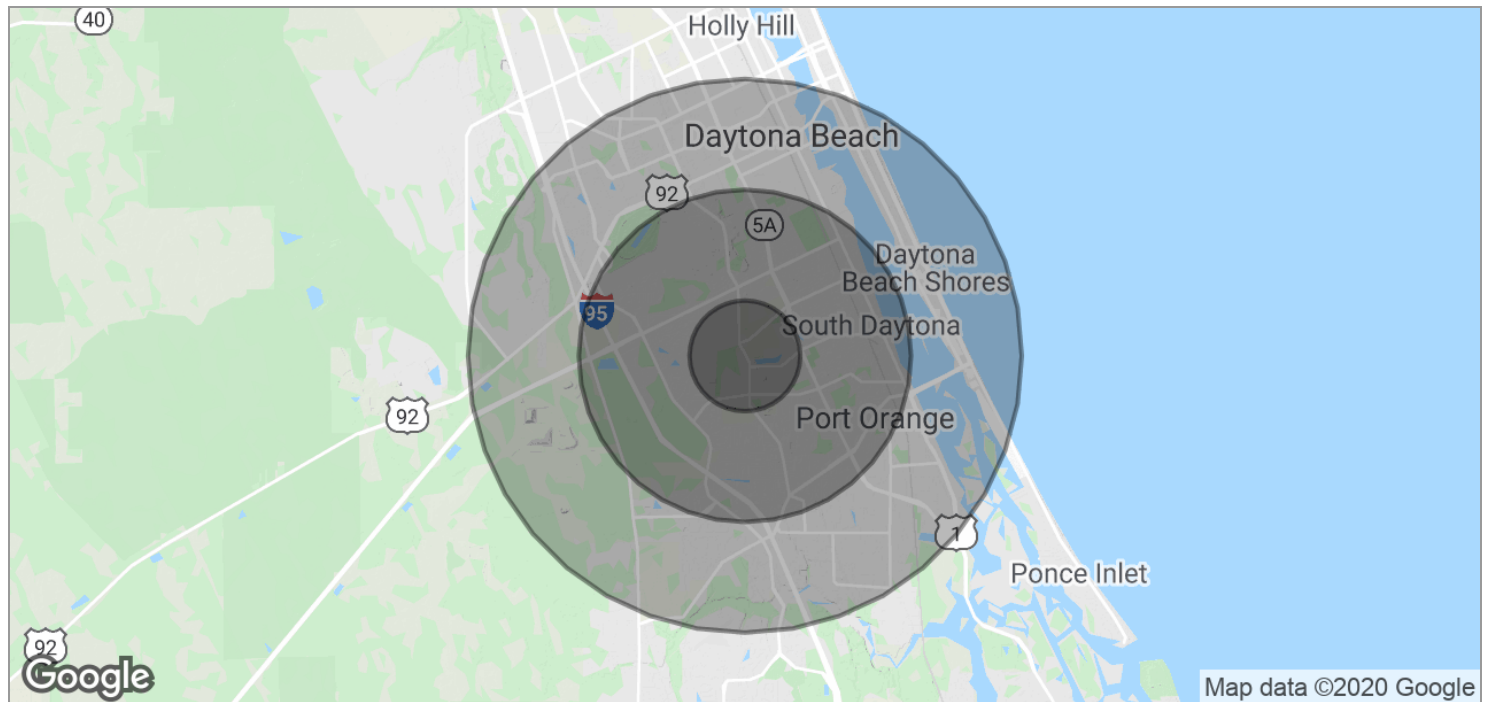 40
Holly Hill
Daytona Beach
92
5A
Daytona
Beach Shores
95
South Daytona
92
Port Orange
1
Ponce Inlet
92
Google
Map data ©2020 Google